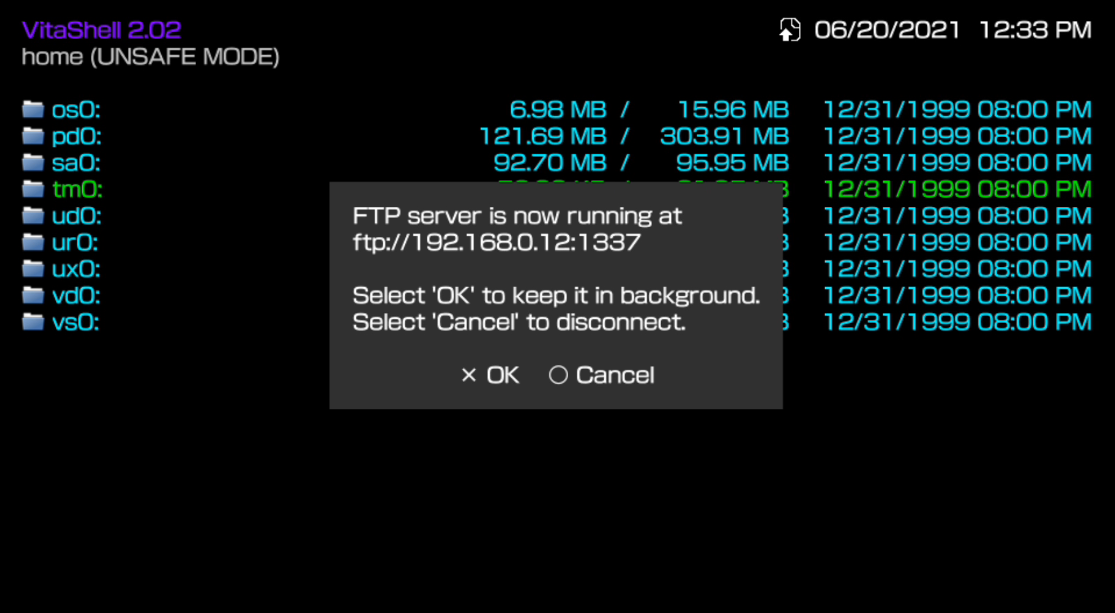 VitaShell 2.02
06/20/2021 12:33 PM
home (UNSAFE MODE)
os0: 6.98 MB / 15.96 MB 12/31/1999 08:00 PM
pd0: 121.69 MB / 303.91 MB 12/31/1999 08:00 PM
sa0: 92.70 MB / 95.95 MB 12/31/1999 08:00 PM
tm0: 12/31/1999 08:00 PM
ud0: 12/31/1999 08:00 PM
ur0: 12/31/1999 08:00 PM
ux0: 12/31/1999 08:00 PM
vd0: 12/31/1999 08:00 PM
vs0: 12/31/1999 08:00 PM
FTP server is now running at
ftp://192.168.0.12:1337
Select 'OK' to keep it in background.
Select 'Cancel' to disconnect.
× OK ○ Cancel